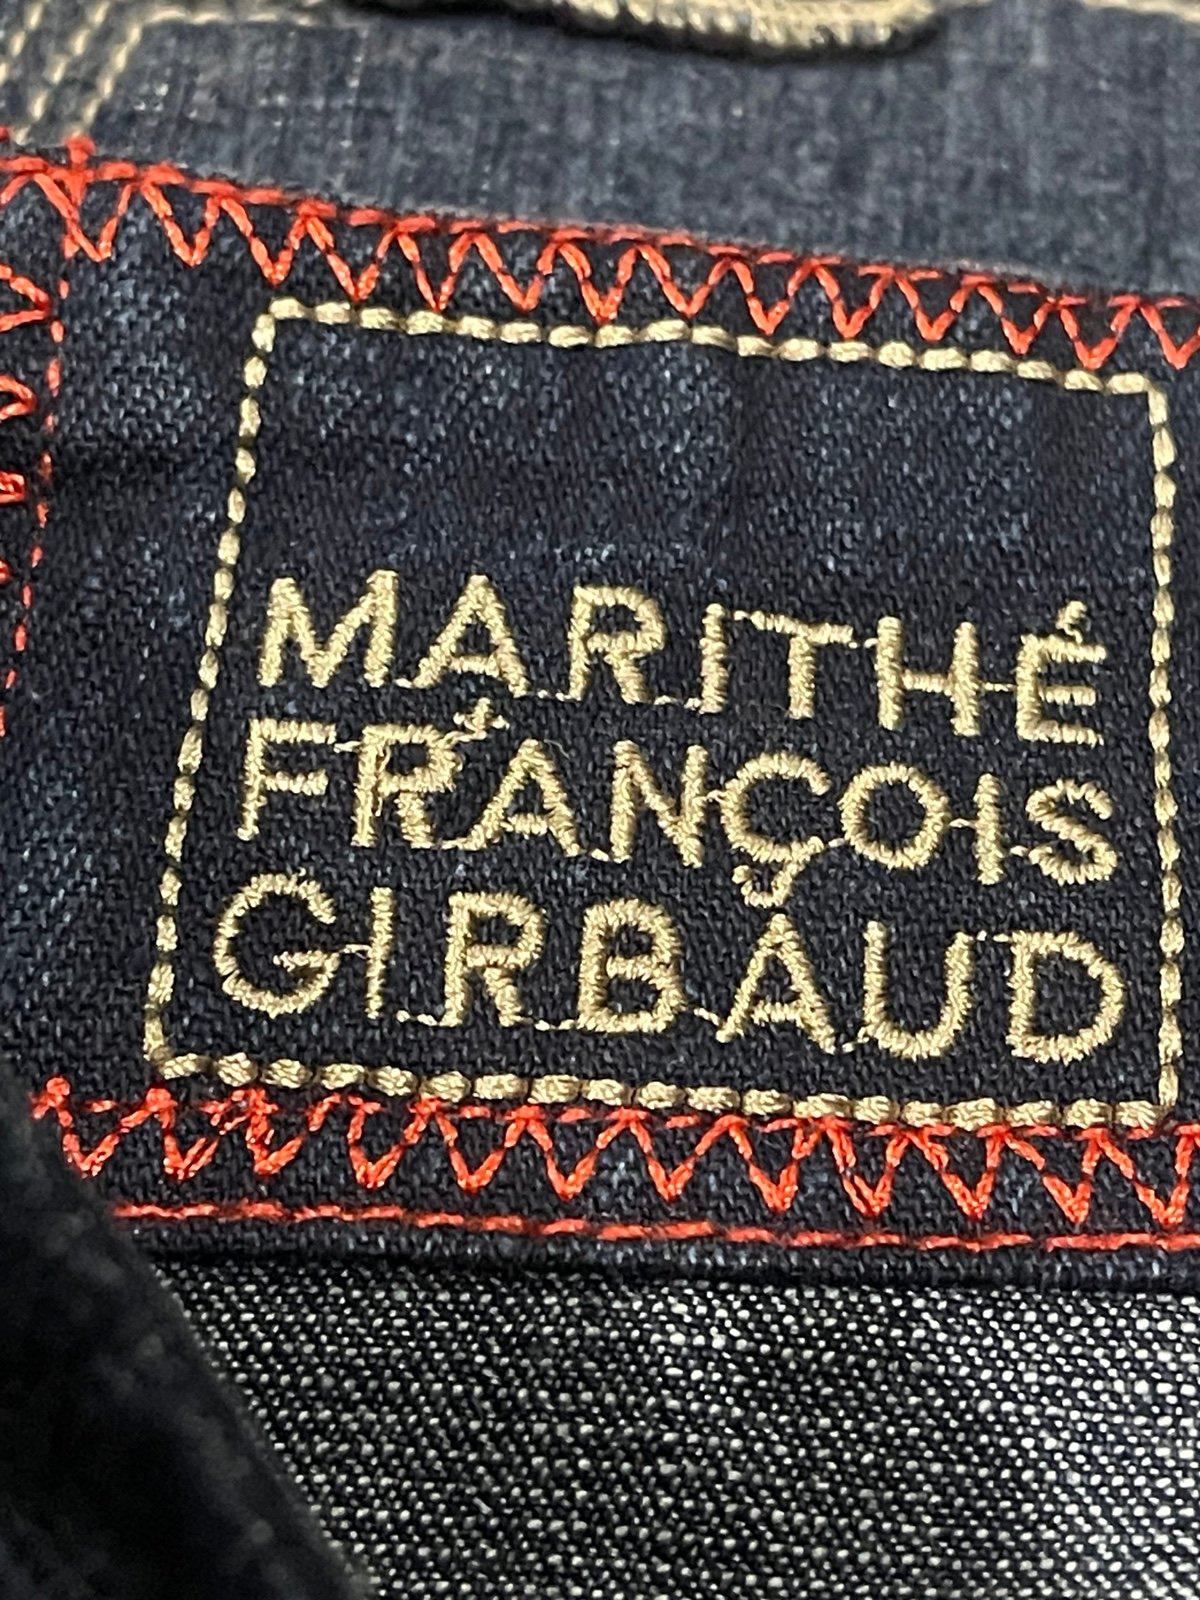 MARITHÉ
+
FRANÇOIS
GIRBAUD